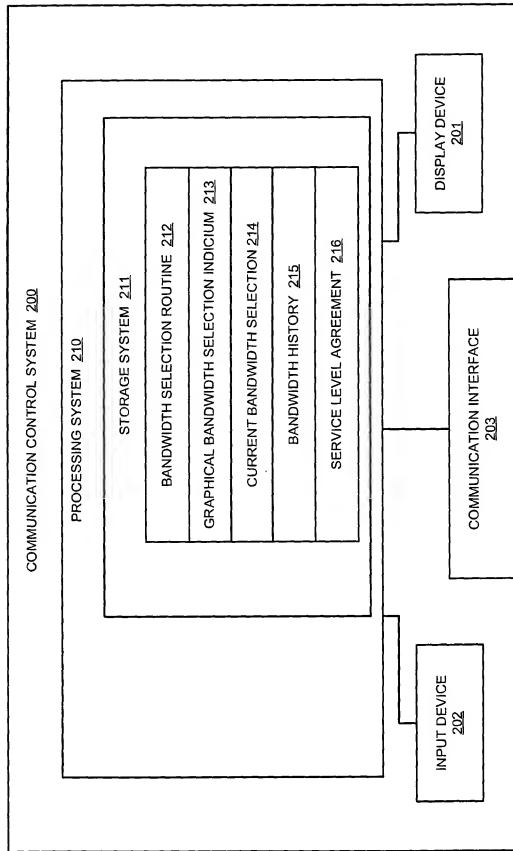 COMMUNICATION CONTROL SYSTEM 200
PROCESSING SYSTEM 210
STORAGE SYSTEM 211
BANDWIDTH SELECTION ROUTINE 212
GRAPHICAL BANDWIDTH SELECTION INDICIUM 213
CURRENT BANDWIDTH SELECTION 214
BANDWIDTH HISTORY 215
SERVICE LEVEL AGREEMENT 216
INPUT DEVICE
202
COMMUNICATION INTERFACE
203
DISPLAY DEVICE
201